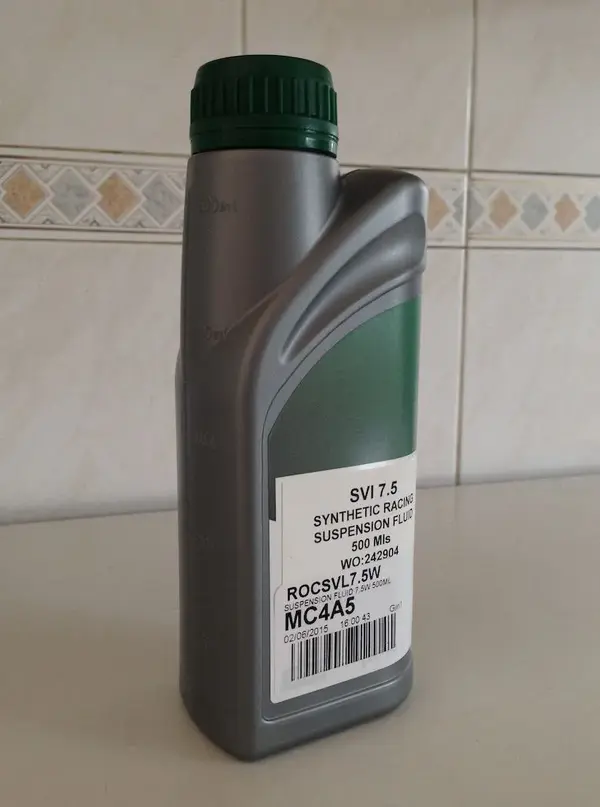 SVI 7.5
SYNTHETIC RACING
SUSPENSION FLUID
500 Mls
WO:242904
ROCSVL7.5W
SUSPENSION FLUID 7,5W 500ML
MC4A5
02/06/2015 16:00:43